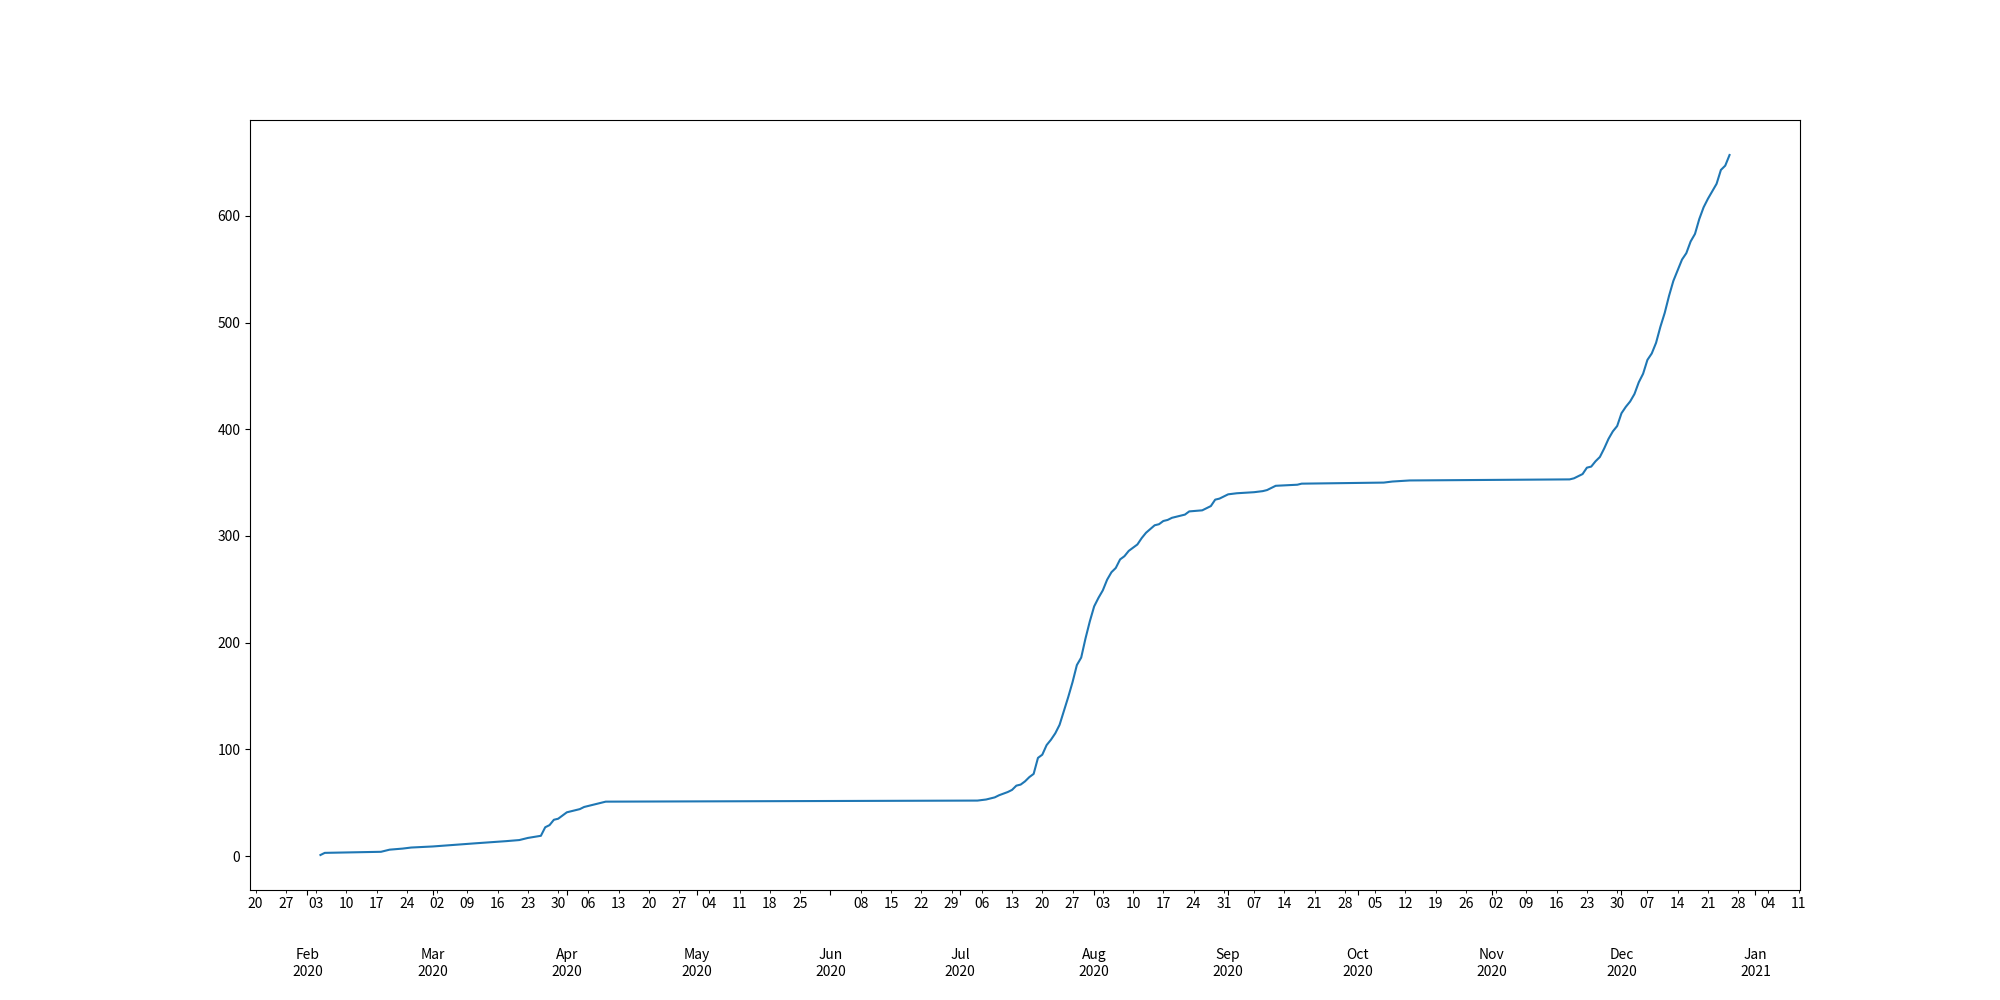 600
500
400
300
200
100
0
20 27 03 10 17 24 02 09 16 23 30 06 13 20 27 04 11 18 25 08 15 22 29 06 13 20 27 03 10 17 24 31 07 14 21 28 05 12 19 26 02 09 16 23 30 07 14 21 28 04 11
Feb Mar Apr May Jun Jul Aug Sep Oct Nov Dec Jan
2020 2020 2020 2020 2020 2020 2020 2020 2020 2020 2020 2021